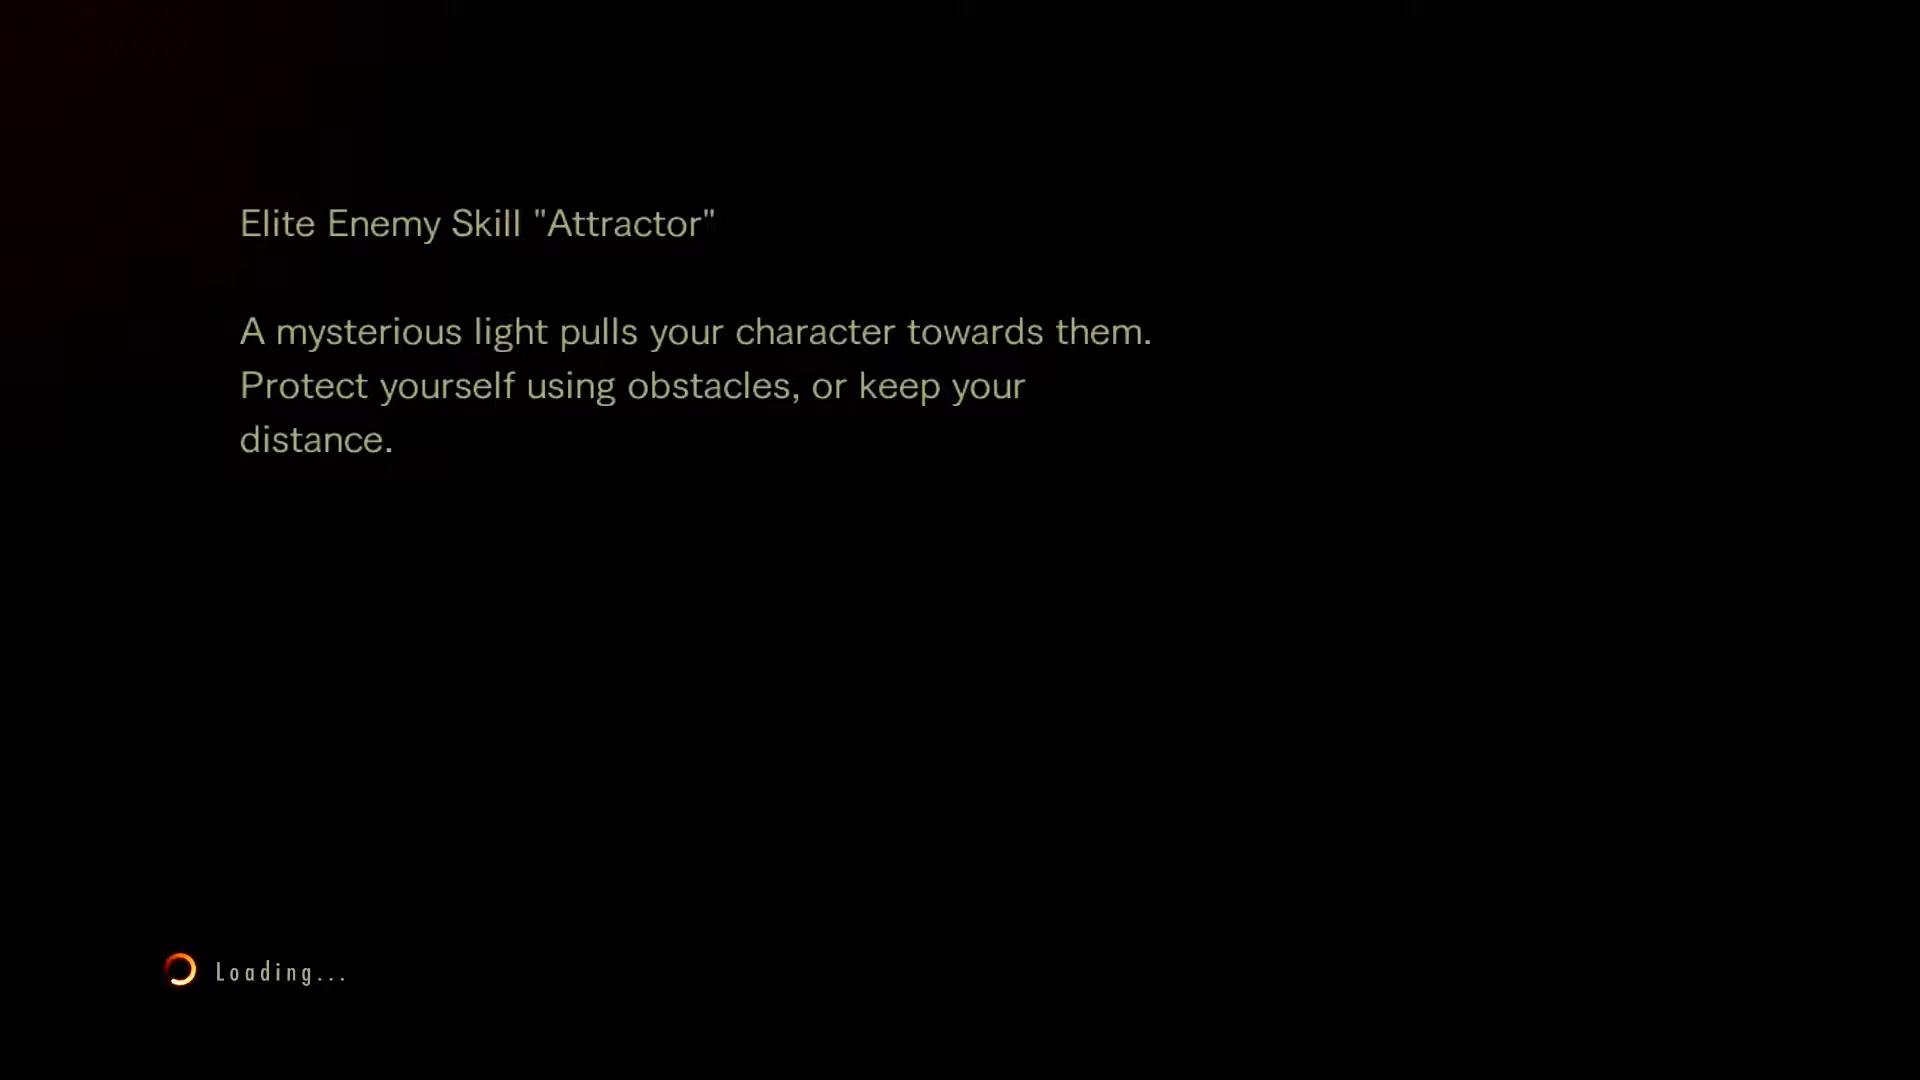 Elite Enemy Skill "Attractor"
A mysterious light pulls your character towards them.
Protect yourself using obstacles, or keep your
distance.
Loading...